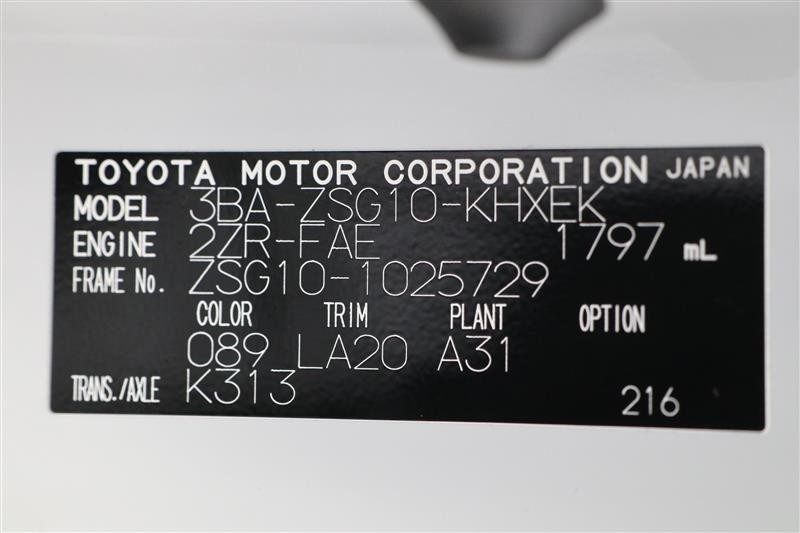 TOYOTA MOTOR CORPORATION JAPAN
MODEL 3BA-ZSG10-KHXEK
ENGINE 2ZR-FAE 1797 mL
FRAME No. ZSG10-1025729
COLOR TRIM PLANT OPTION
089 LA20 A31
TRANS./AXLE K313
216